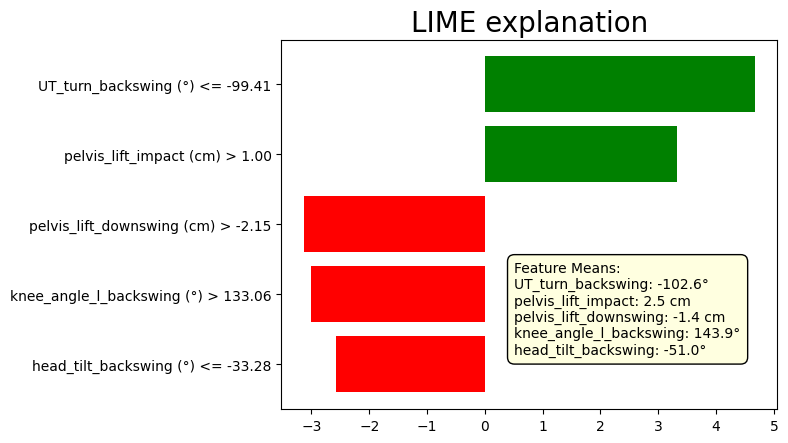 LIME explanation
UT_turn_backswing (°) <= -99.41
pelvis_lift_impact (cm) > 1.00
pelvis_lift_downswing (cm) > -2.15
knee_angle_l_backswing (°) > 133.06
head_tilt_backswing (°) <= -33.28
Feature Means:
UT_turn_backswing: -102.6°
pelvis_lift_impact: 2.5 cm
pelvis_lift_downswing: -1.4 cm
knee_angle_l_backswing: 143.9°
head_tilt_backswing: -51.0°
−3 −2 −1 0 1 2 3 4 5